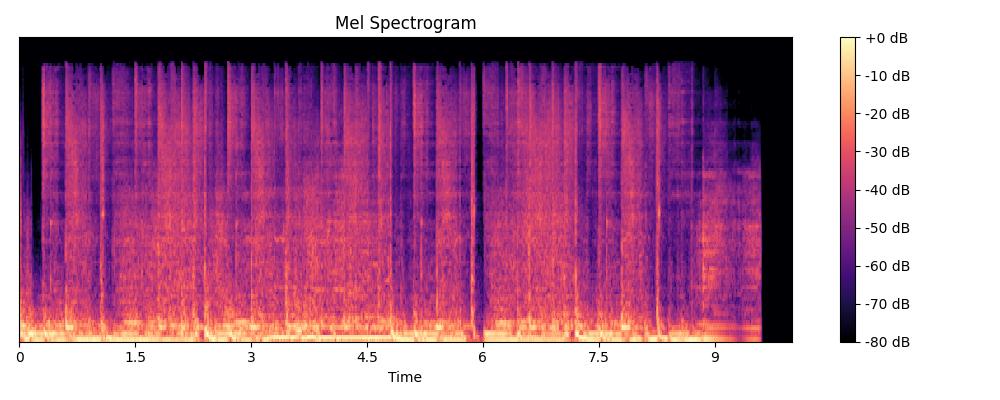 Mel Spectrogram
+0 dB
-10 dB
-20 dB
-30 dB
-40 dB
-50 dB
-60 dB
-70 dB
-80 dB
0 1.5 3 4.5 6 7.5 9
Time